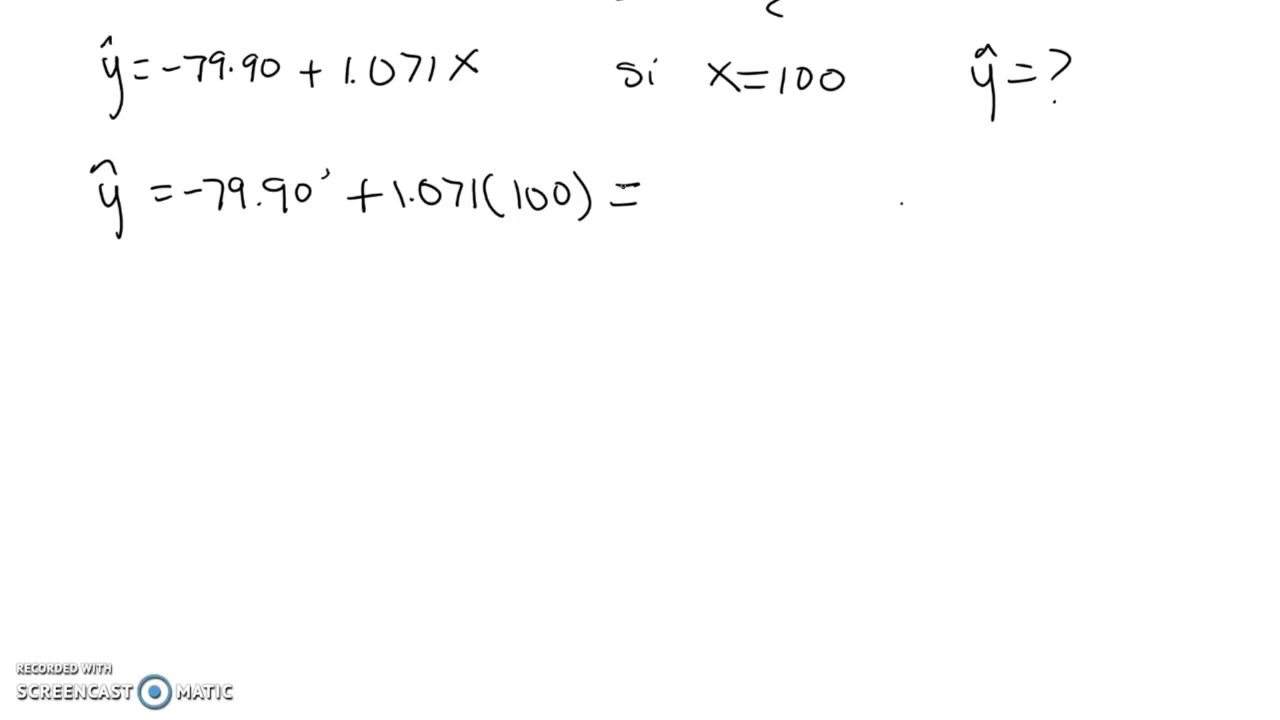 ŷ = -79.90 + 1.071x si x = 100 ŷ = ?
ŷ = -79.90 + 1.071(100) =
RECORDED WITH
SCREENCAST MATIC